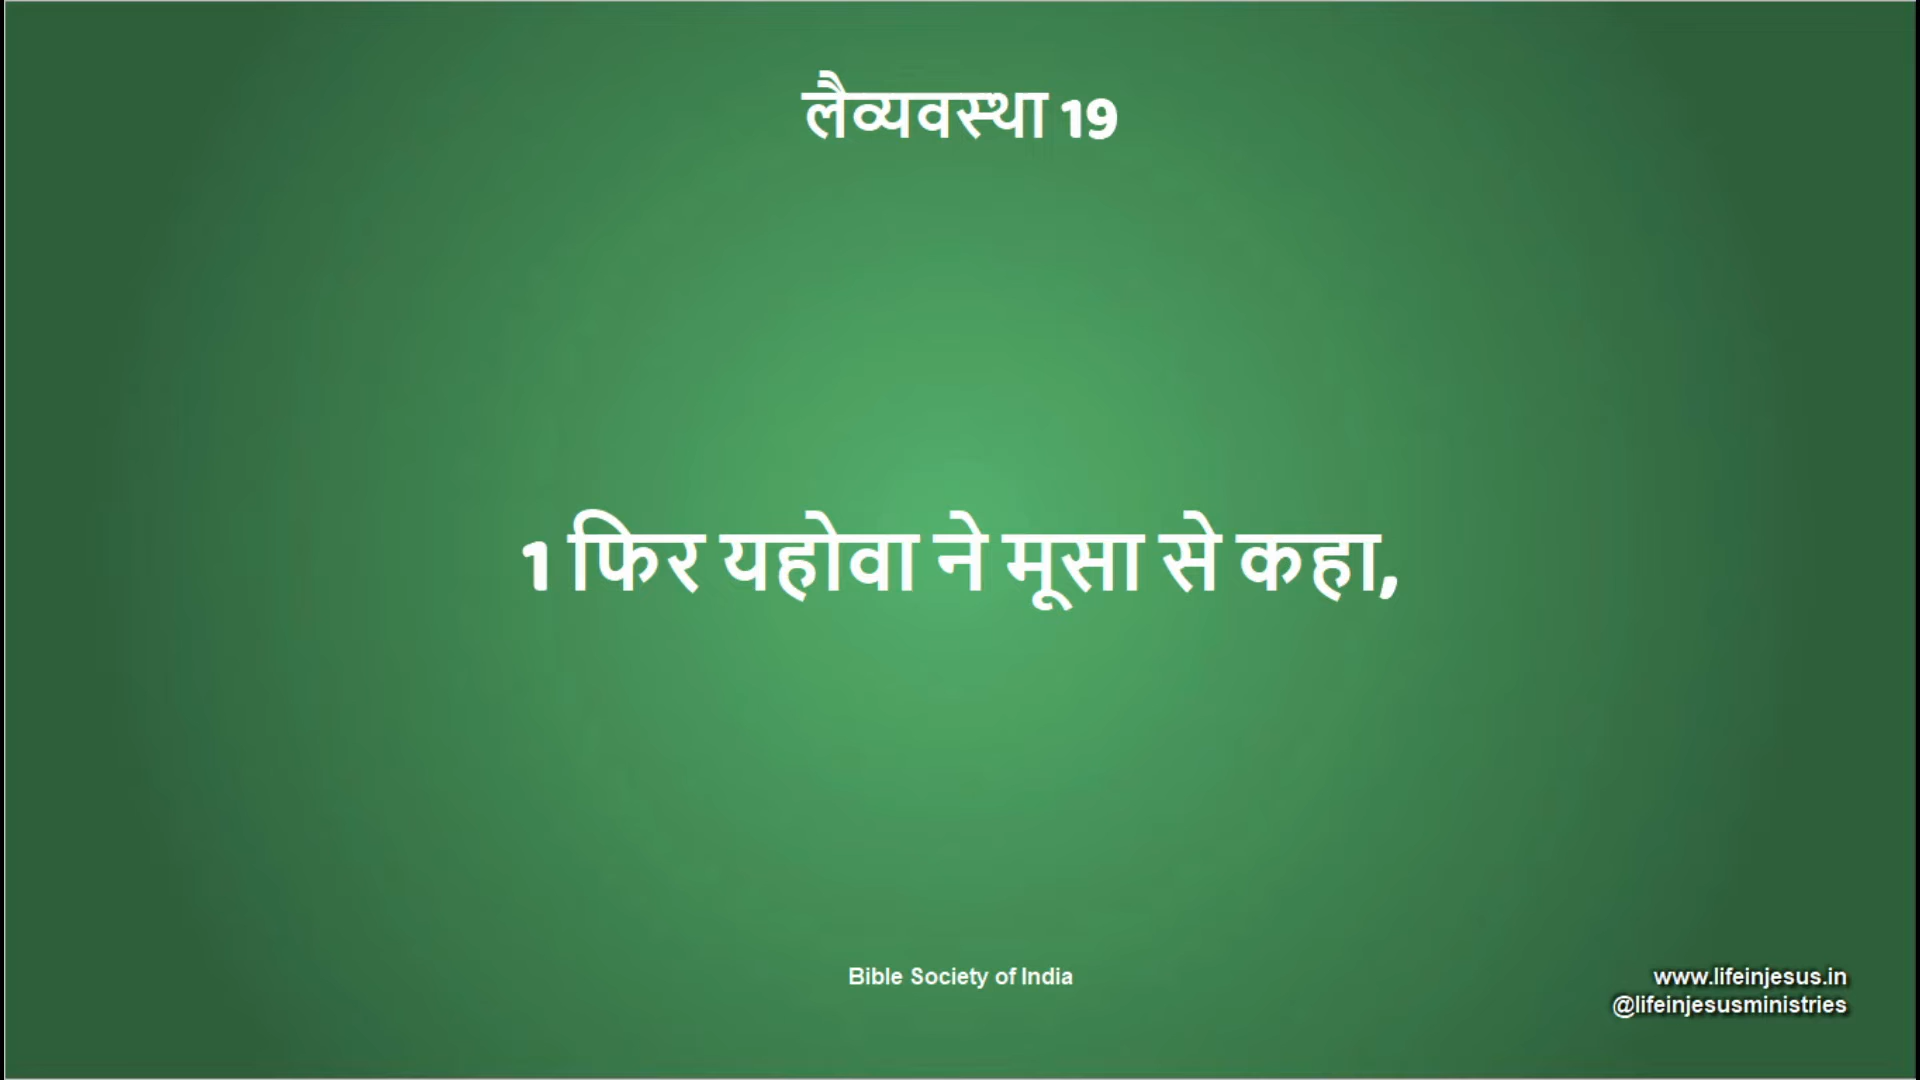 लैव्यवस्था 19
1 फिर यहोवा ने मूसा से कहा,
Bible Society of India
www.lifeinjesus.in
@lifeinjesusministries